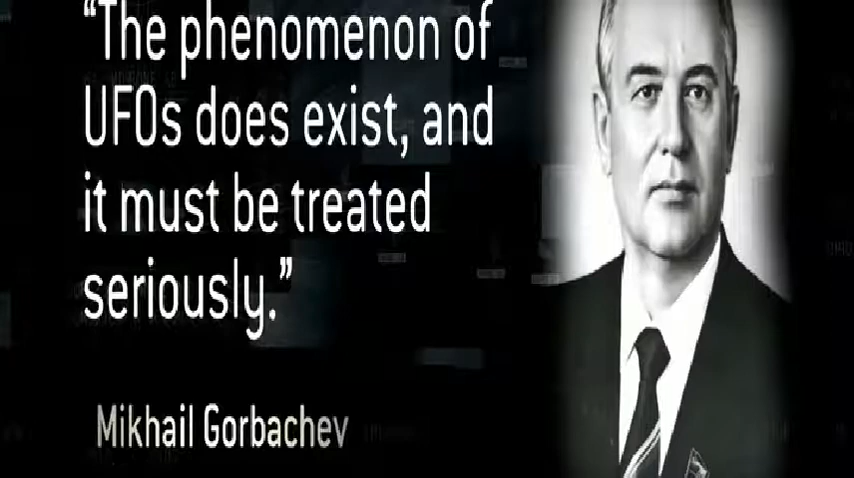 “The phenomenon of
UFOs does exist, and
it must be treated
seriously.”
Mikhail Gorbachev